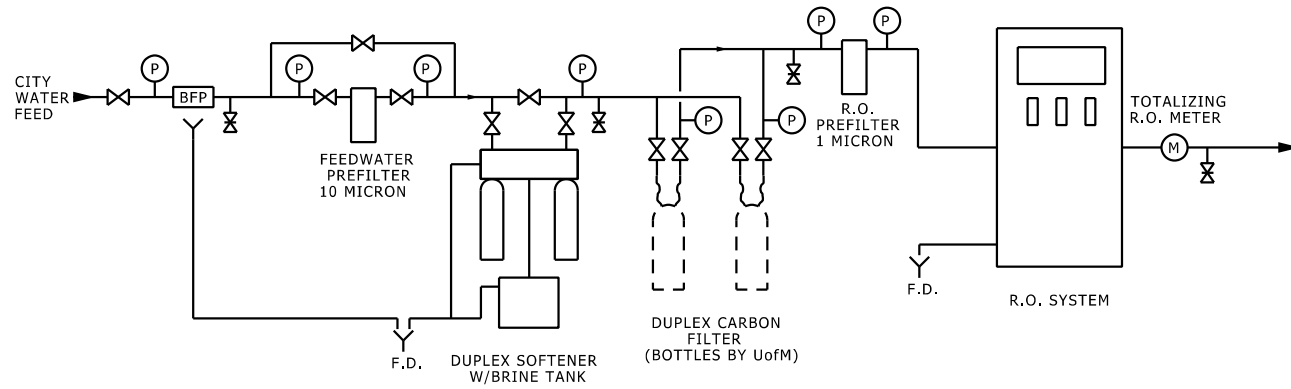 CITY
WATER
FEED
P
BFP
P
P
FEEDWATER
PREFILTER
10 MICRON
F.D.
DUPLEX SOFTENER
W/BRINE TANK
P
P
P
DUPLEX CARBON
FILTER
(BOTTLES BY UofM)
P
P
R.O.
PREFILTER
1 MICRON
F.D.
R.O. SYSTEM
TOTALIZING
R.O. METER
M